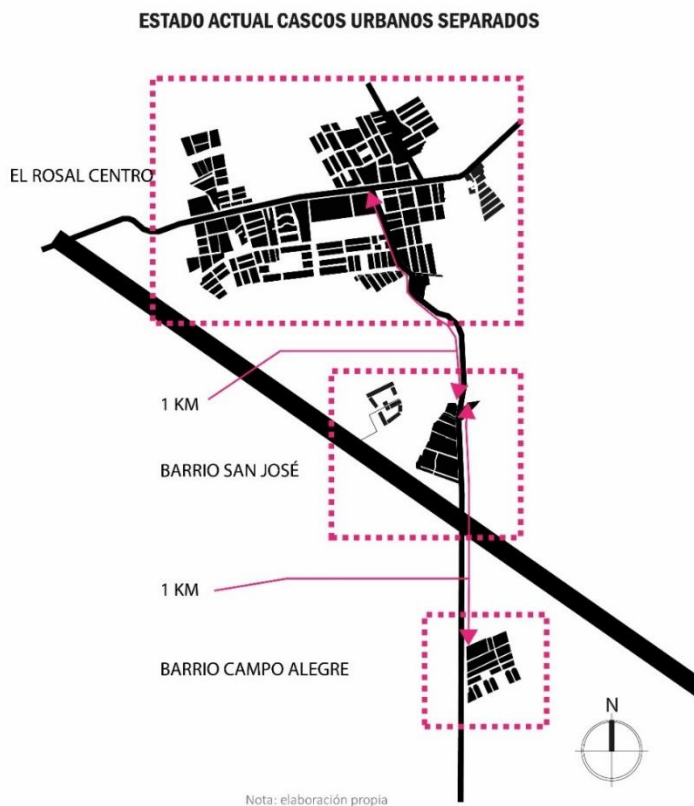 ESTADO ACTUAL CASCOS URBANOS SEPARADOS
EL ROSAL CENTRO
1 KM
BARRIO SAN JOSÉ
1 KM
BARRIO CAMPO ALEGRE
N
Nota: elaboración propia